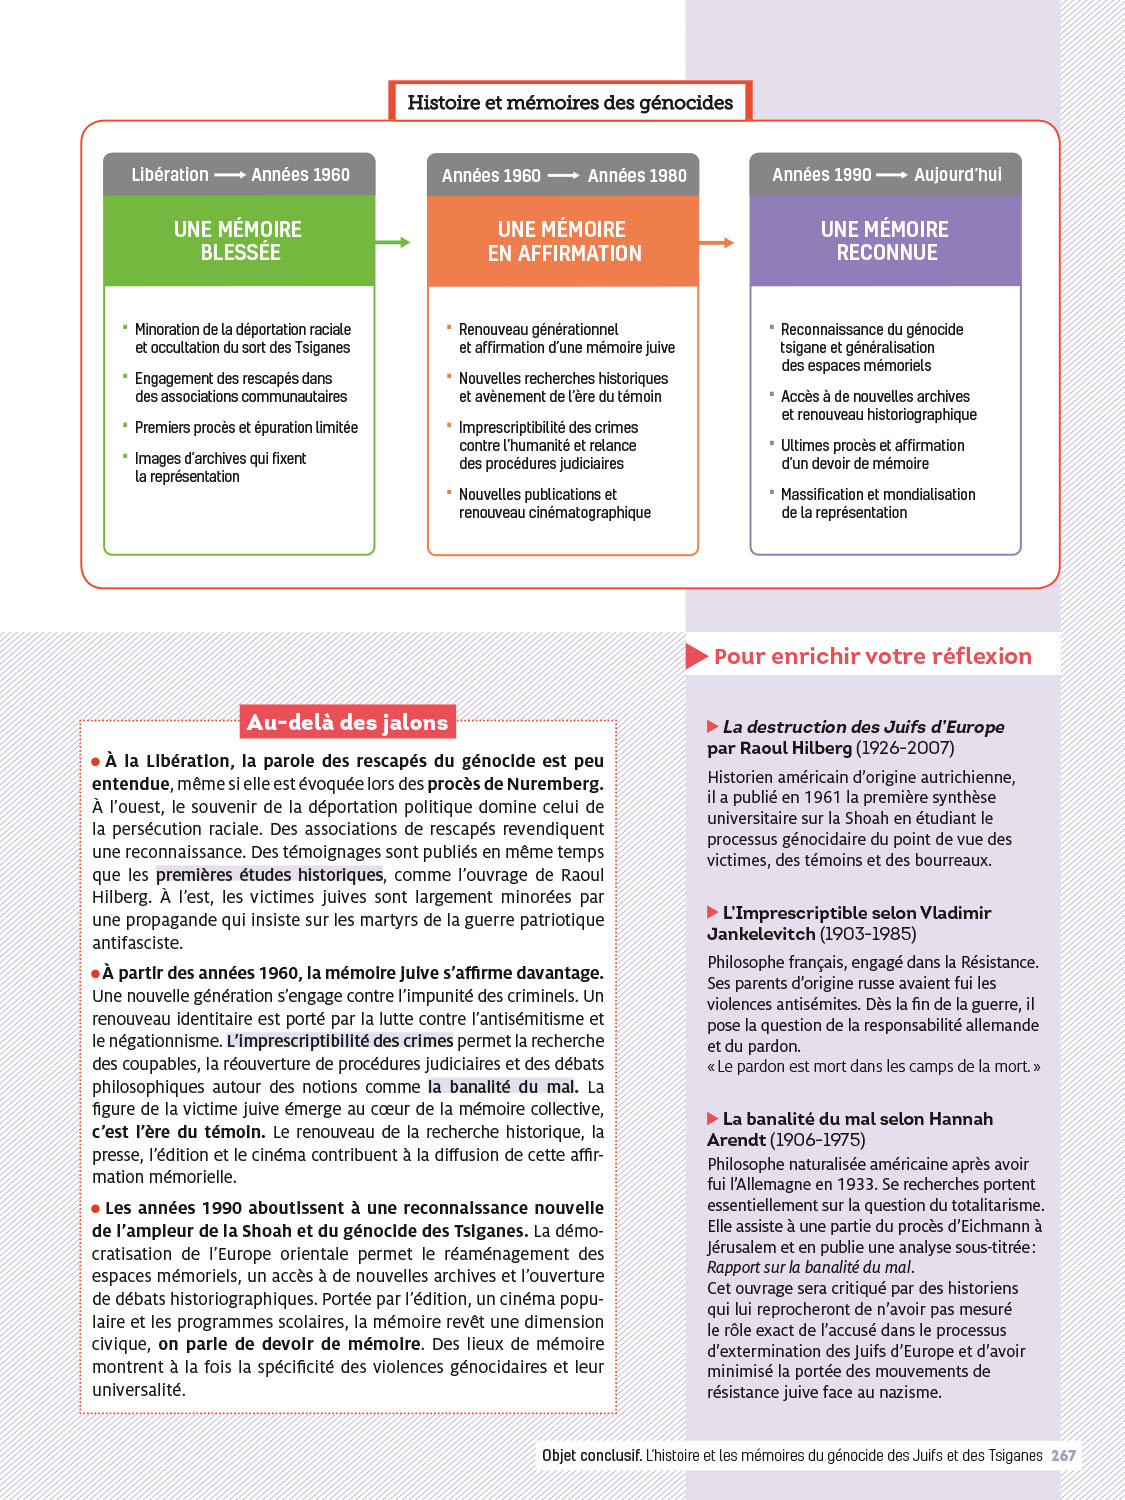 Histoire et mémoires des génocides
Libération → Années 1960
UNE MÉMOIRE
BLESSÉE
· Minoration de la déportation raciale
et occultation du sort des Tsiganes
· Engagement des rescapés dans
des associations communautaires
· Premiers procès et épuration limitée
· Images d'archives qui fixent
la représentation
Années 1960 → Années 1980
UNE MÉMOIRE
EN AFFIRMATION
· Renouveau générationnel
et affirmation d'une mémoire juive
· Nouvelles recherches historiques
et avènement de l'ère du témoin
· Imprescriptibilité des crimes
contre l'humanité et relance
des procédures judiciaires
· Nouvelles publications et
renouveau cinématographique
Années 1990 → Aujourd'hui
UNE MÉMOIRE
RECONNUE
· Reconnaissance du génocide
tsigane et généralisation
des espaces mémoriels
· Accès à de nouvelles archives
et renouveau historiographique
· Ultimes procès et affirmation
d'un devoir de mémoire
· Massification et mondialisation
de la représentation
Au-delà des jalons
• À la Libération, la parole des rescapés du génocide est peu
entendue, même si elle est évoquée lors des procès de Nuremberg.
À l'ouest, le souvenir de la déportation politique domine celui de
la persécution raciale. Des associations de rescapés revendiquent
une reconnaissance. Des témoignages sont publiés en même temps
que les premières études historiques, comme l'ouvrage de Raoul
Hilberg. À l'est, les victimes juives sont largement minorées par
une propagande qui insiste sur les martyrs de la guerre patriotique
antifasciste.
• À partir des années 1960, la mémoire juive s'affirme davantage.
Une nouvelle génération s'engage contre l'impunité des criminels. Un
renouveau identitaire est porté par la lutte contre l'antisémitisme et
le négationnisme. L'imprescriptibilité des crimes permet la recherche
des coupables, la réouverture de procédures judiciaires et des débats
philosophiques autour des notions comme la banalité du mal. La
figure de la victime juive émerge au cœur de la mémoire collective,
c'est l'ère du témoin. Le renouveau de la recherche historique, la
presse, l'édition et le cinéma contribuent à la diffusion de cette affir-
mation mémorielle.
• Les années 1990 aboutissent à une reconnaissance nouvelle
de l'ampleur de la Shoah et du génocide des Tsiganes. La démo-
cratisation de l'Europe orientale permet le réaménagement des
espaces mémoriels, un accès à de nouvelles archives et l'ouverture
de débats historiographiques. Portée par l'édition, un cinéma popu-
laire et les programmes scolaires, la mémoire revêt une dimension
civique, on parle de devoir de mémoire. Des lieux de mémoire
montrent à la fois la spécificité des violences génocidaires et leur
universalité.
Pour enrichir votre réflexion
La destruction des Juifs d'Europe
par Raoul Hilberg (1926-2007)
Historien américain d'origine autrichienne,
il a publié en 1961 la première synthèse
universitaire sur la Shoah en étudiant le
processus génocidaire du point de vue des
victimes, des témoins et des bourreaux.
L'Imprescriptible selon Vladimir
Jankelevitch (1903-1985)
Philosophe français, engagé dans la Résistance.
Ses parents d'origine russe avaient fui les
violences antisémites. Dès la fin de la guerre, il
pose la question de la responsabilité allemande
et du pardon.
« Le pardon est mort dans les camps de la mort. »
La banalité du mal selon Hannah
Arendt (1906-1975)
Philosophe naturalisée américaine après avoir
fui l'Allemagne en 1933. Se recherches portent
essentiellement sur la question du totalitarisme.
Elle assiste à une partie du procès d'Eichmann à
Jérusalem et en publie une analyse sous-titrée :
Rapport sur la banalité du mal.
Cet ouvrage sera critiqué par des historiens
qui lui reprocheront de n'avoir pas mesuré
le rôle exact de l'accusé dans le processus
d'extermination des Juifs d'Europe et d'avoir
minimisé la portée des mouvements de
résistance juive face au nazisme.
Objet conclusif. L'histoire et les mémoires du génocide des Juifs et des Tsiganes 267